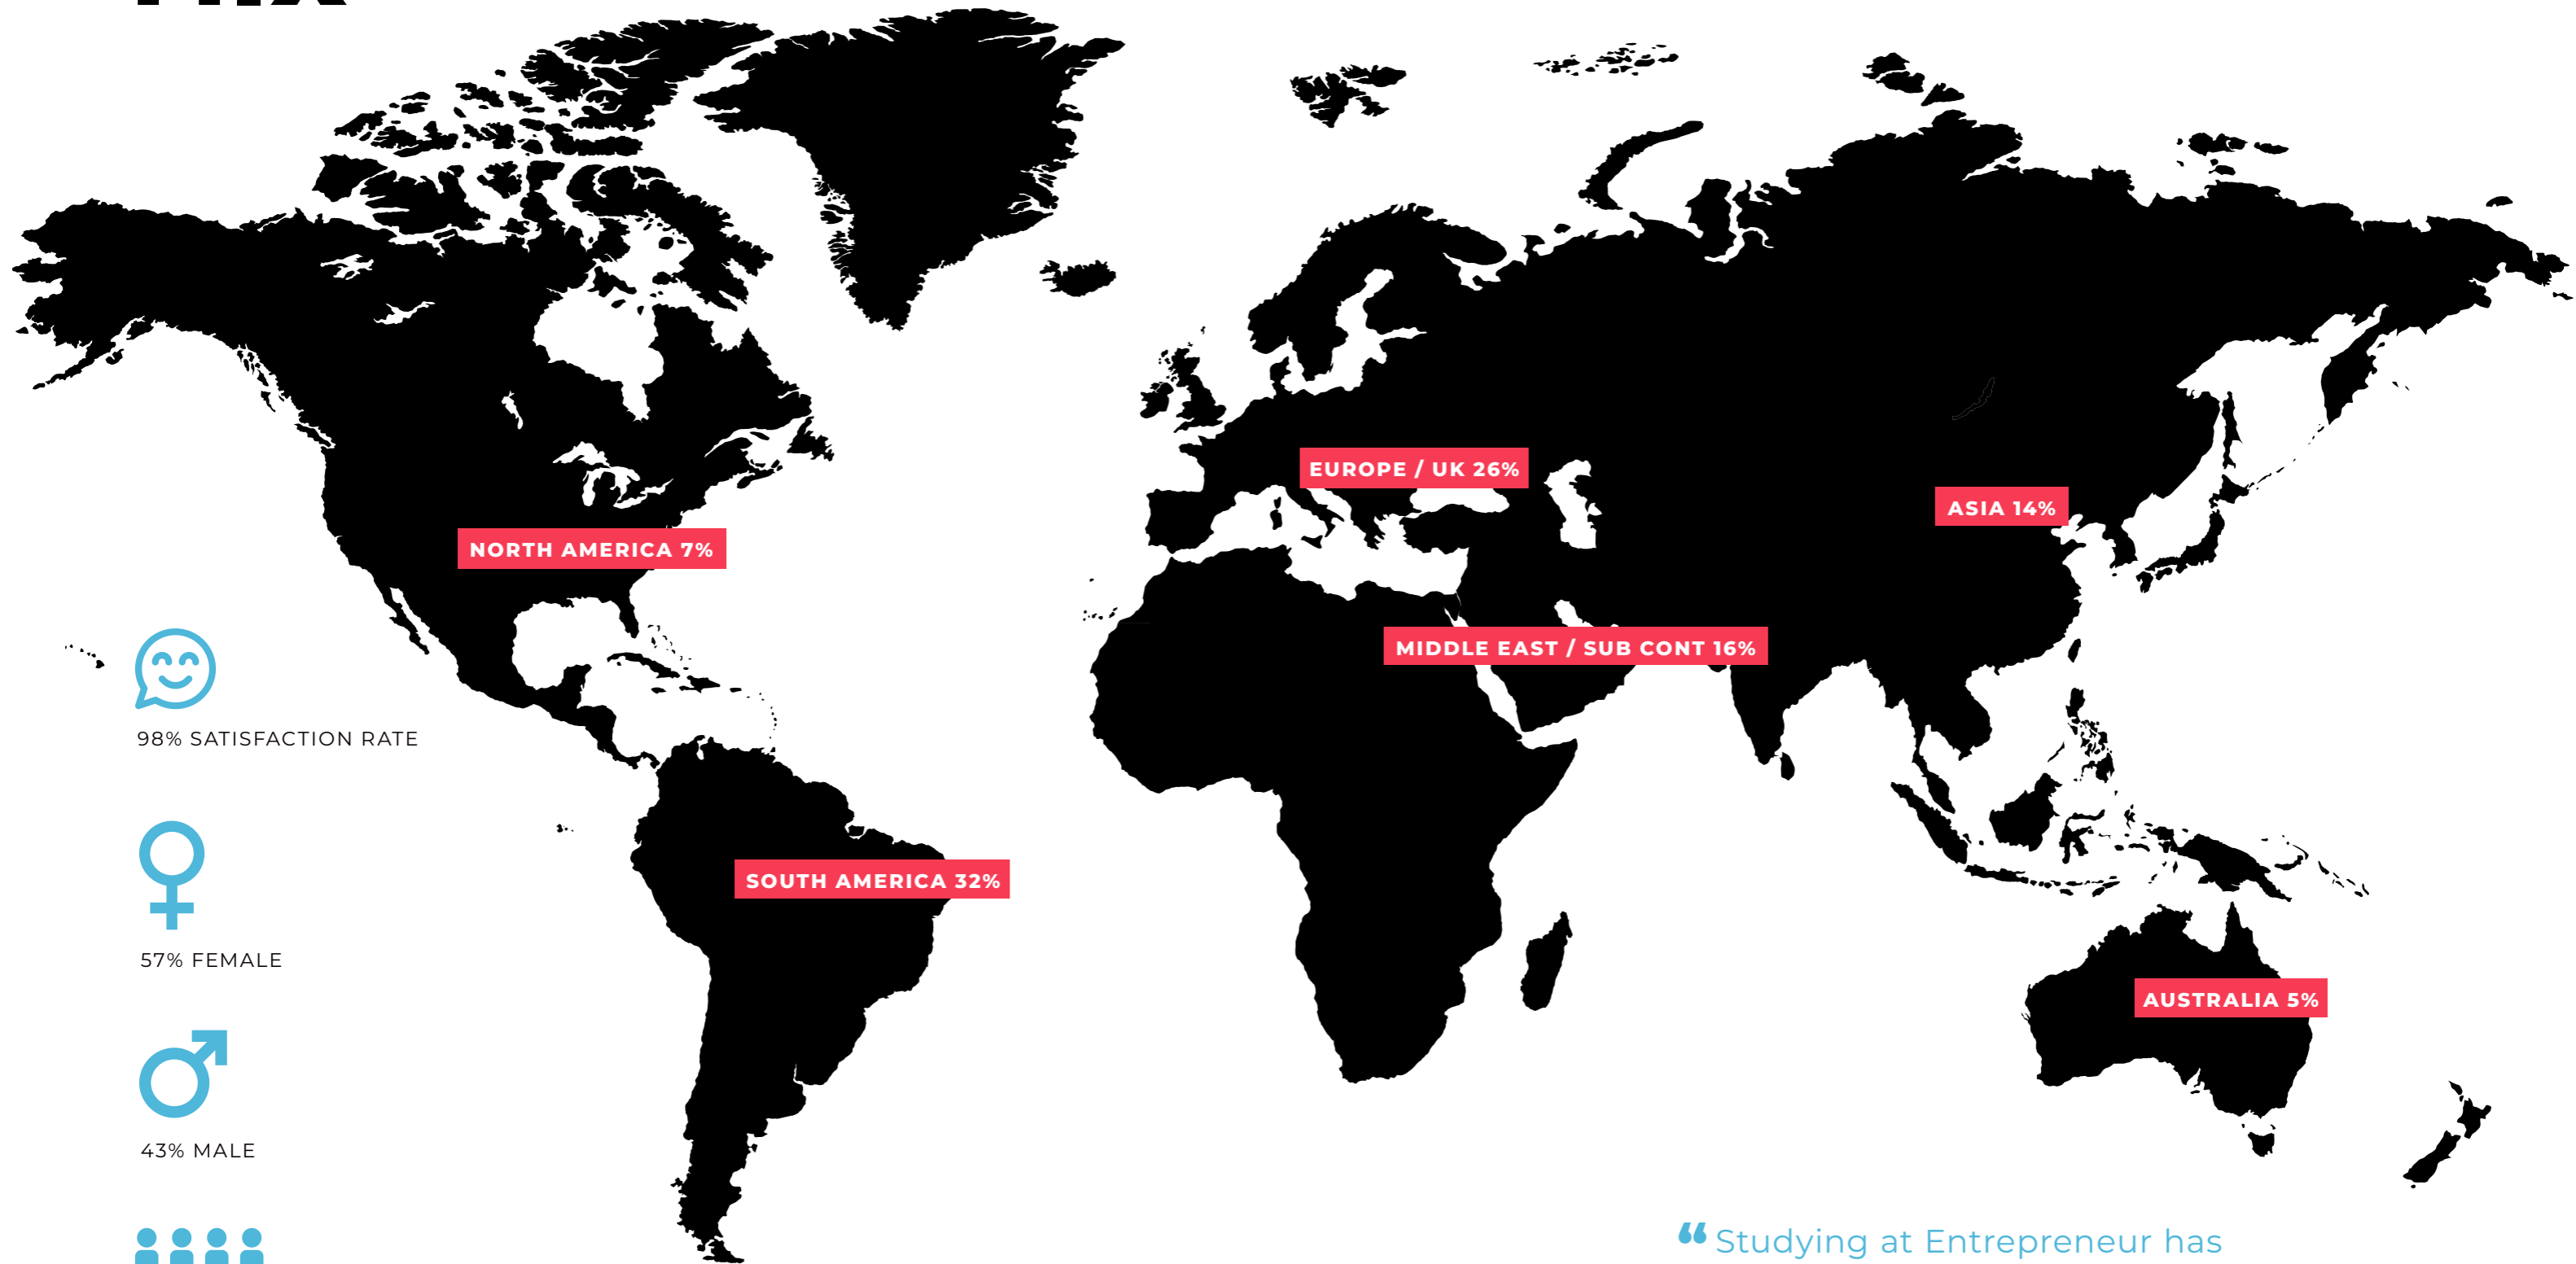 EUROPE / UK 26%
ASIA 14%
NORTH AMERICA 7%
MIDDLE EAST / SUB CONT 16%
98% SATISFACTION RATE
SOUTH AMERICA 32%
57% FEMALE
AUSTRALIA 5%
43% MALE
“ Studying at Entrepreneur has